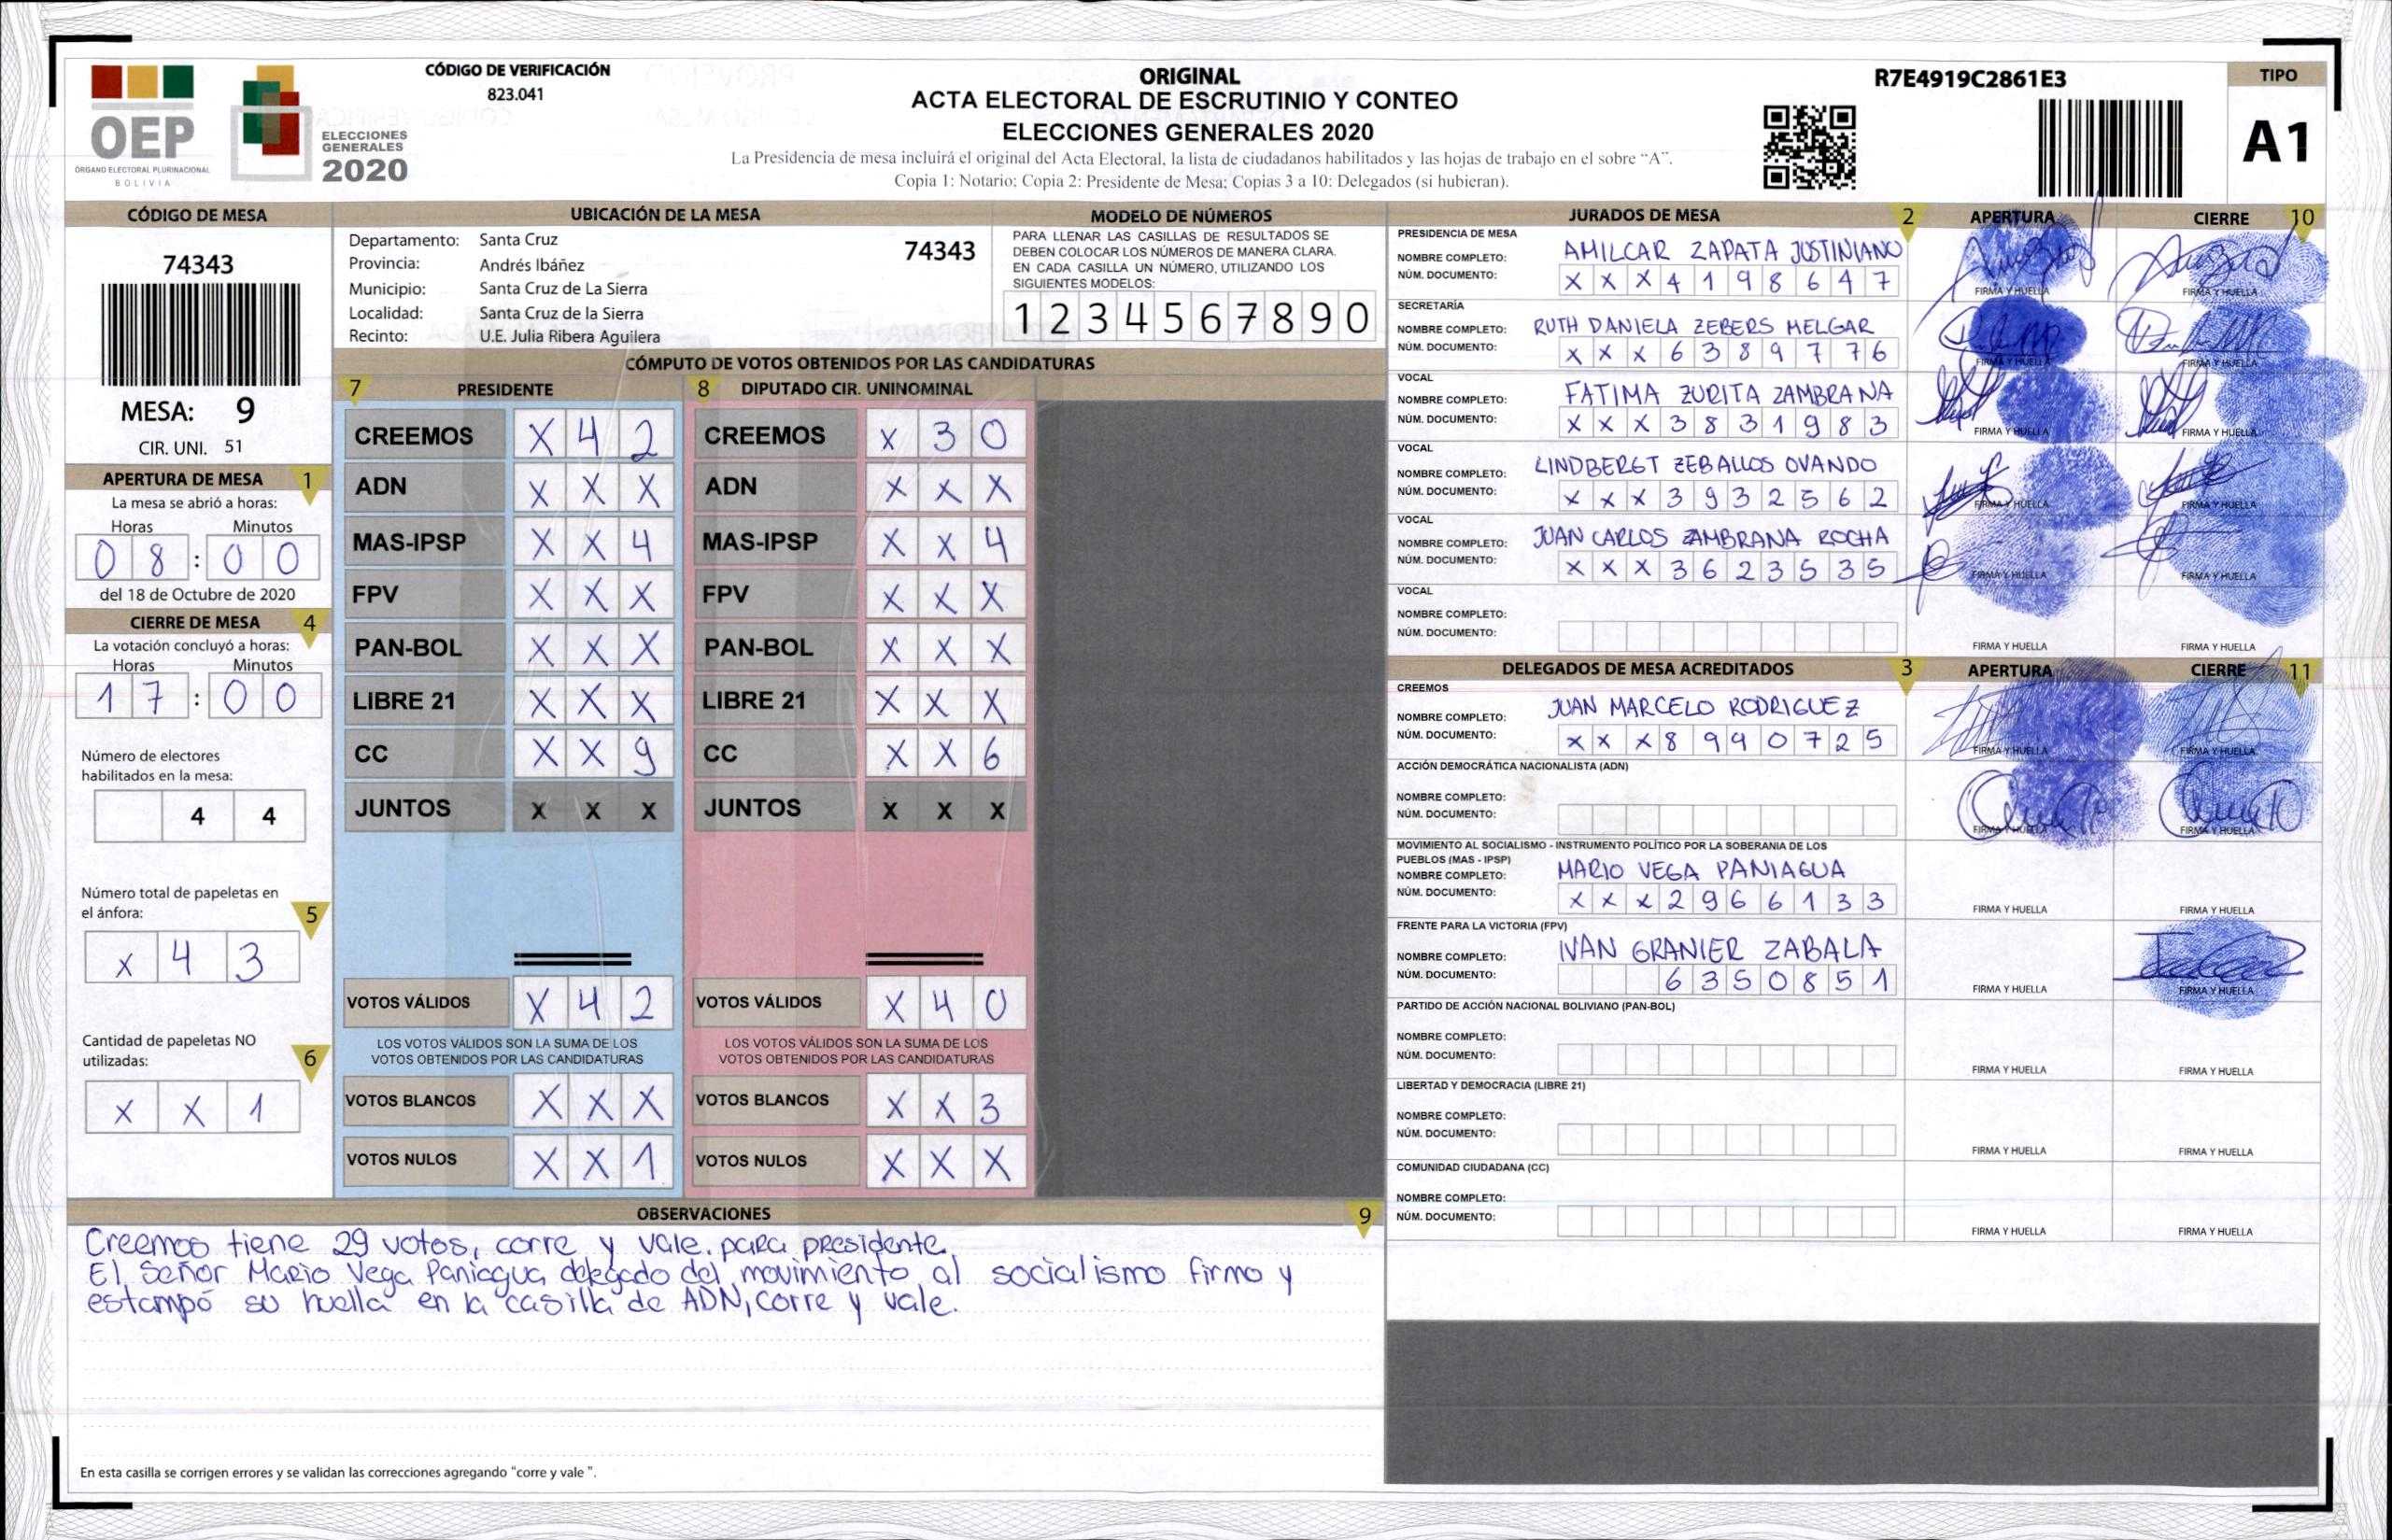 OEP
ÓRGANO ELECTORAL PLURINACIONAL
BOLIVIA
ELECCIONES
GENERALES
2020
CÓDIGO DE VERIFICACIÓN
823.041
ORIGINAL
ACTA ELECTORAL DE ESCRUTINIO Y CONTEO
ELECCIONES GENERALES 2020
La Presidencia de mesa incluirá el original del Acta Electoral, la lista de ciudadanos habilitados y las hojas de trabajo en el sobre "A".
Copia 1: Notario; Copia 2: Presidente de Mesa; Copias 3 a 10: Delegados (si hubieran).
R7E4919C2861E3
TIPO
A1
CÓDIGO DE MESA
74343
MESA: 9
CIR. UNI. 51
APERTURA DE MESA 1
La mesa se abrió a horas:
Horas Minutos
0 8 : 0 0
del 18 de Octubre de 2020
CIERRE DE MESA 4
La votación concluyó a horas:
Horas Minutos
1 7 : 0 0
Número de electores
habilitados en la mesa:
4 4
Número total de papeletas en
el ánfora: 5
x 4 3
Cantidad de papeletas NO
utilizadas: 6
x x 1
UBICACIÓN DE LA MESA
Departamento: Santa Cruz
74343
Provincia: Andrés Ibáñez
Municipio: Santa Cruz de La Sierra
Localidad: Santa Cruz de la Sierra
Recinto: U.E. Julia Ribera Aguilera
MODELO DE NÚMEROS
PARA LLENAR LAS CASILLAS DE RESULTADOS SE
DEBEN COLOCAR LOS NÚMEROS DE MANERA CLARA.
EN CADA CASILLA UN NÚMERO, UTILIZANDO LOS
SIGUIENTES MODELOS:
1 2 3 4 5 6 7 8 9 0
CÓMPUTO DE VOTOS OBTENIDOS POR LAS CANDIDATURAS
7 PRESIDENTE 8 DIPUTADO CIR. UNINOMINAL
CREEMOS X 4 2 CREEMOS x 3 0
ADN X X X ADN X X X
MAS-IPSP X X 4 MAS-IPSP X X 4
FPV X X X FPV X X X
PAN-BOL X X X PAN-BOL X X X
LIBRE 21 X X X LIBRE 21 X X X
CC X X 9 CC X X 6
JUNTOS X X X JUNTOS X X X
VOTOS VÁLIDOS X 4 2 VOTOS VÁLIDOS X 4 0
LOS VOTOS VÁLIDOS SON LA SUMA DE LOS LOS VOTOS VÁLIDOS SON LA SUMA DE LOS
VOTOS OBTENIDOS POR LAS CANDIDATURAS VOTOS OBTENIDOS POR LAS CANDIDATURAS
VOTOS BLANCOS X X X VOTOS BLANCOS X X 3
VOTOS NULOS X X 1 VOTOS NULOS X X X
OBSERVACIONES 9
Creemos tiene 29 votos, corre y vale. para presidente.
El Señor Mario Vega Paniagua delegado del movimiento al socialismo firmo y
estampó su huella en la casilla de ADN, corre y vale.
En esta casilla se corrigen errores y se validan las correcciones agregando "corre y vale ".
JURADOS DE MESA 2 APERTURA CIERRE 10
PRESIDENCIA DE MESA
NOMBRE COMPLETO: AMILCAR ZAPATA JUSTINIANO
NÚM. DOCUMENTO: X X X 4 1 9 8 6 4 7
FIRMA Y HUELLA FIRMA Y HUELLA
SECRETARÍA
NOMBRE COMPLETO: RUTH DANIELA ZEBERS MELGAR
NÚM. DOCUMENTO: X X X 6 3 8 9 7 7 6
FIRMA Y HUELLA FIRMA Y HUELLA
VOCAL
NOMBRE COMPLETO: FATIMA ZURITA ZAMBRANA
NÚM. DOCUMENTO: X X X 3 8 3 1 9 8 3
FIRMA Y HUELLA FIRMA Y HUELLA
VOCAL
NOMBRE COMPLETO: LINDBERGT ZEBALLOS OVANDO
NÚM. DOCUMENTO: X X X 3 9 3 2 5 6 2
FIRMA Y HUELLA FIRMA Y HUELLA
VOCAL
NOMBRE COMPLETO: JUAN CARLOS ZAMBRANA ROCHA
NÚM. DOCUMENTO: X X X 3 6 2 3 5 3 5
FIRMA Y HUELLA FIRMA Y HUELLA
VOCAL
NOMBRE COMPLETO:
NÚM. DOCUMENTO:
FIRMA Y HUELLA FIRMA Y HUELLA
DELEGADOS DE MESA ACREDITADOS 3 APERTURA CIERRE 11
CREEMOS
NOMBRE COMPLETO: JUAN MARCELO RODRIGUEZ
NÚM. DOCUMENTO: X X X 8 9 9 0 7 2 5
FIRMA Y HUELLA FIRMA Y HUELLA
ACCIÓN DEMOCRÁTICA NACIONALISTA (ADN)
NOMBRE COMPLETO:
NÚM. DOCUMENTO:
FIRMA Y HUELLA FIRMA Y HUELLA
MOVIMIENTO AL SOCIALISMO - INSTRUMENTO POLÍTICO POR LA SOBERANIA DE LOS
PUEBLOS (MAS - IPSP)
NOMBRE COMPLETO: MARIO VEGA PANIAGUA
NÚM. DOCUMENTO: X X X 2 9 6 6 1 3 3
FIRMA Y HUELLA FIRMA Y HUELLA
FRENTE PARA LA VICTORIA (FPV)
NOMBRE COMPLETO: IVAN GRANIER ZABALA
NÚM. DOCUMENTO: 6 3 5 0 8 5 1
FIRMA Y HUELLA FIRMA Y HUELLA
PARTIDO DE ACCIÓN NACIONAL BOLIVIANO (PAN-BOL)
NOMBRE COMPLETO:
NÚM. DOCUMENTO:
FIRMA Y HUELLA FIRMA Y HUELLA
LIBERTAD Y DEMOCRACIA (LIBRE 21)
NOMBRE COMPLETO:
NÚM. DOCUMENTO:
FIRMA Y HUELLA FIRMA Y HUELLA
COMUNIDAD CIUDADANA (CC)
NOMBRE COMPLETO:
NÚM. DOCUMENTO:
FIRMA Y HUELLA FIRMA Y HUELLA